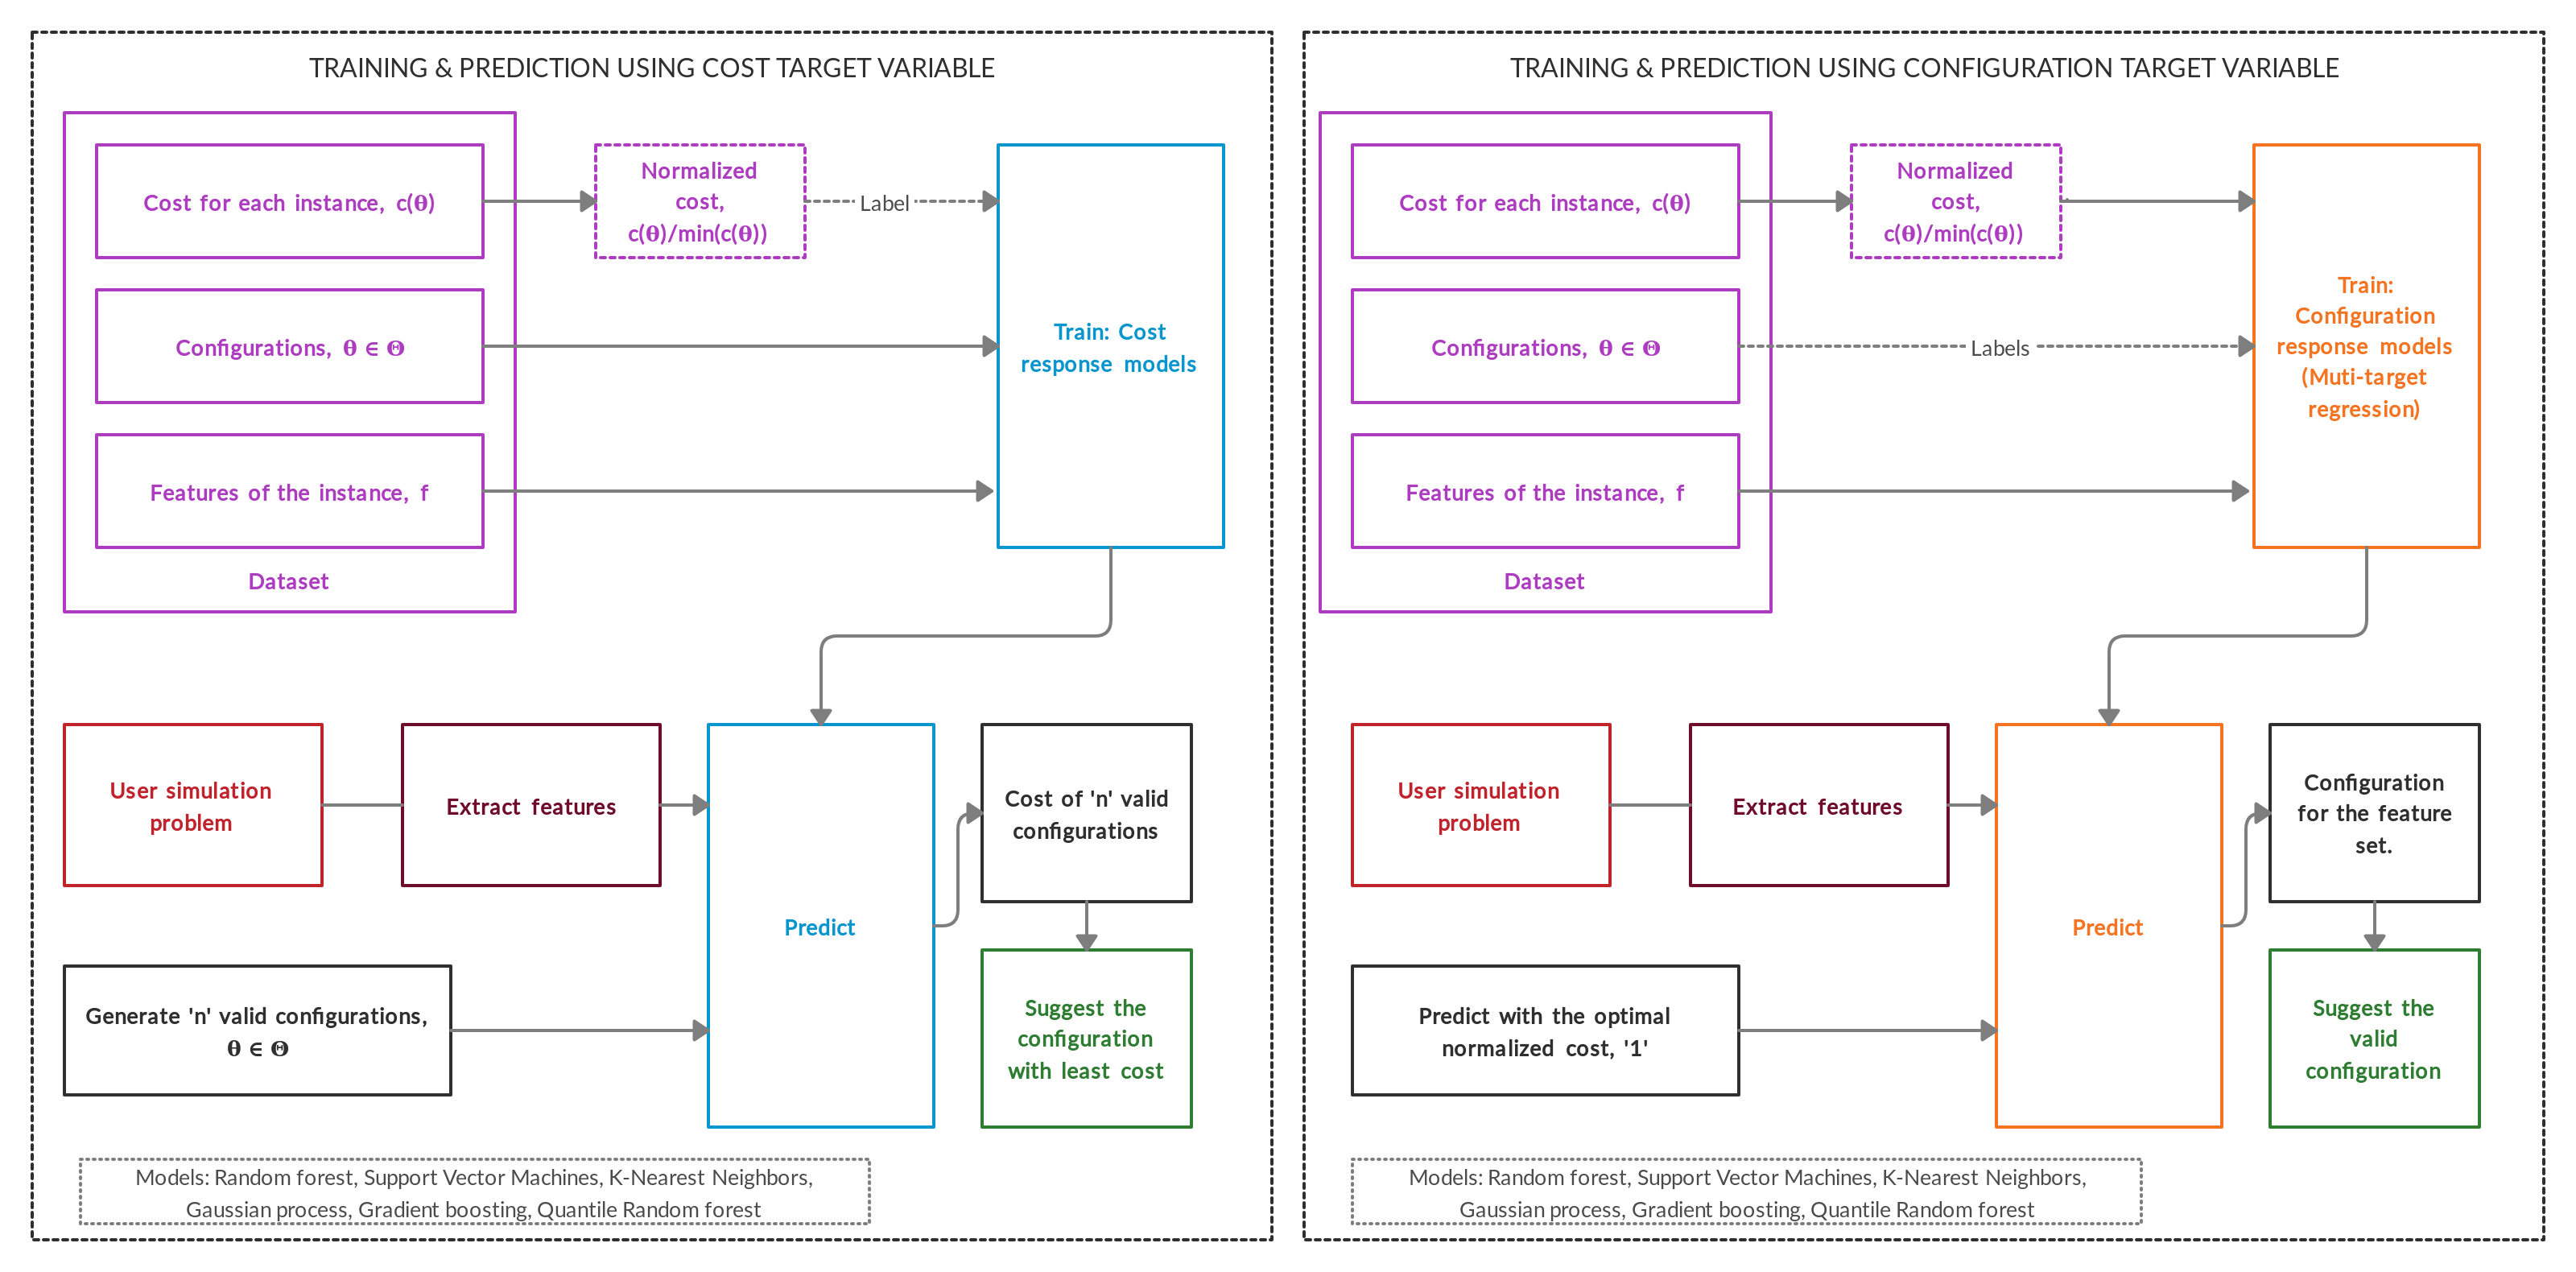 TRAINING & PREDICTION USING COST TARGET VARIABLE
Cost for each instance, c(θ)
Normalized
cost,
c(θ)/min(c(θ))
Label
Configurations, θ ∈ Θ
Train: Cost
response models
Features of the instance, f
Dataset
User simulation
problem
Extract features
Predict
Cost of 'n' valid
configurations
Generate 'n' valid configurations,
θ ∈ Θ
Suggest the
configuration
with least cost
Models: Random forest, Support Vector Machines, K-Nearest Neighbors,
Gaussian process, Gradient boosting, Quantile Random forest
TRAINING & PREDICTION USING CONFIGURATION TARGET VARIABLE
Cost for each instance, c(θ)
Normalized
cost,
c(θ)/min(c(θ))
Configurations, θ ∈ Θ
Labels
Train:
Configuration
response models
(Muti-target
regression)
Features of the instance, f
Dataset
User simulation
problem
Extract features
Predict
Configuration
for the feature
set.
Predict with the optimal
normalized cost, '1'
Suggest the
valid
configuration
Models: Random forest, Support Vector Machines, K-Nearest Neighbors,
Gaussian process, Gradient boosting, Quantile Random forest